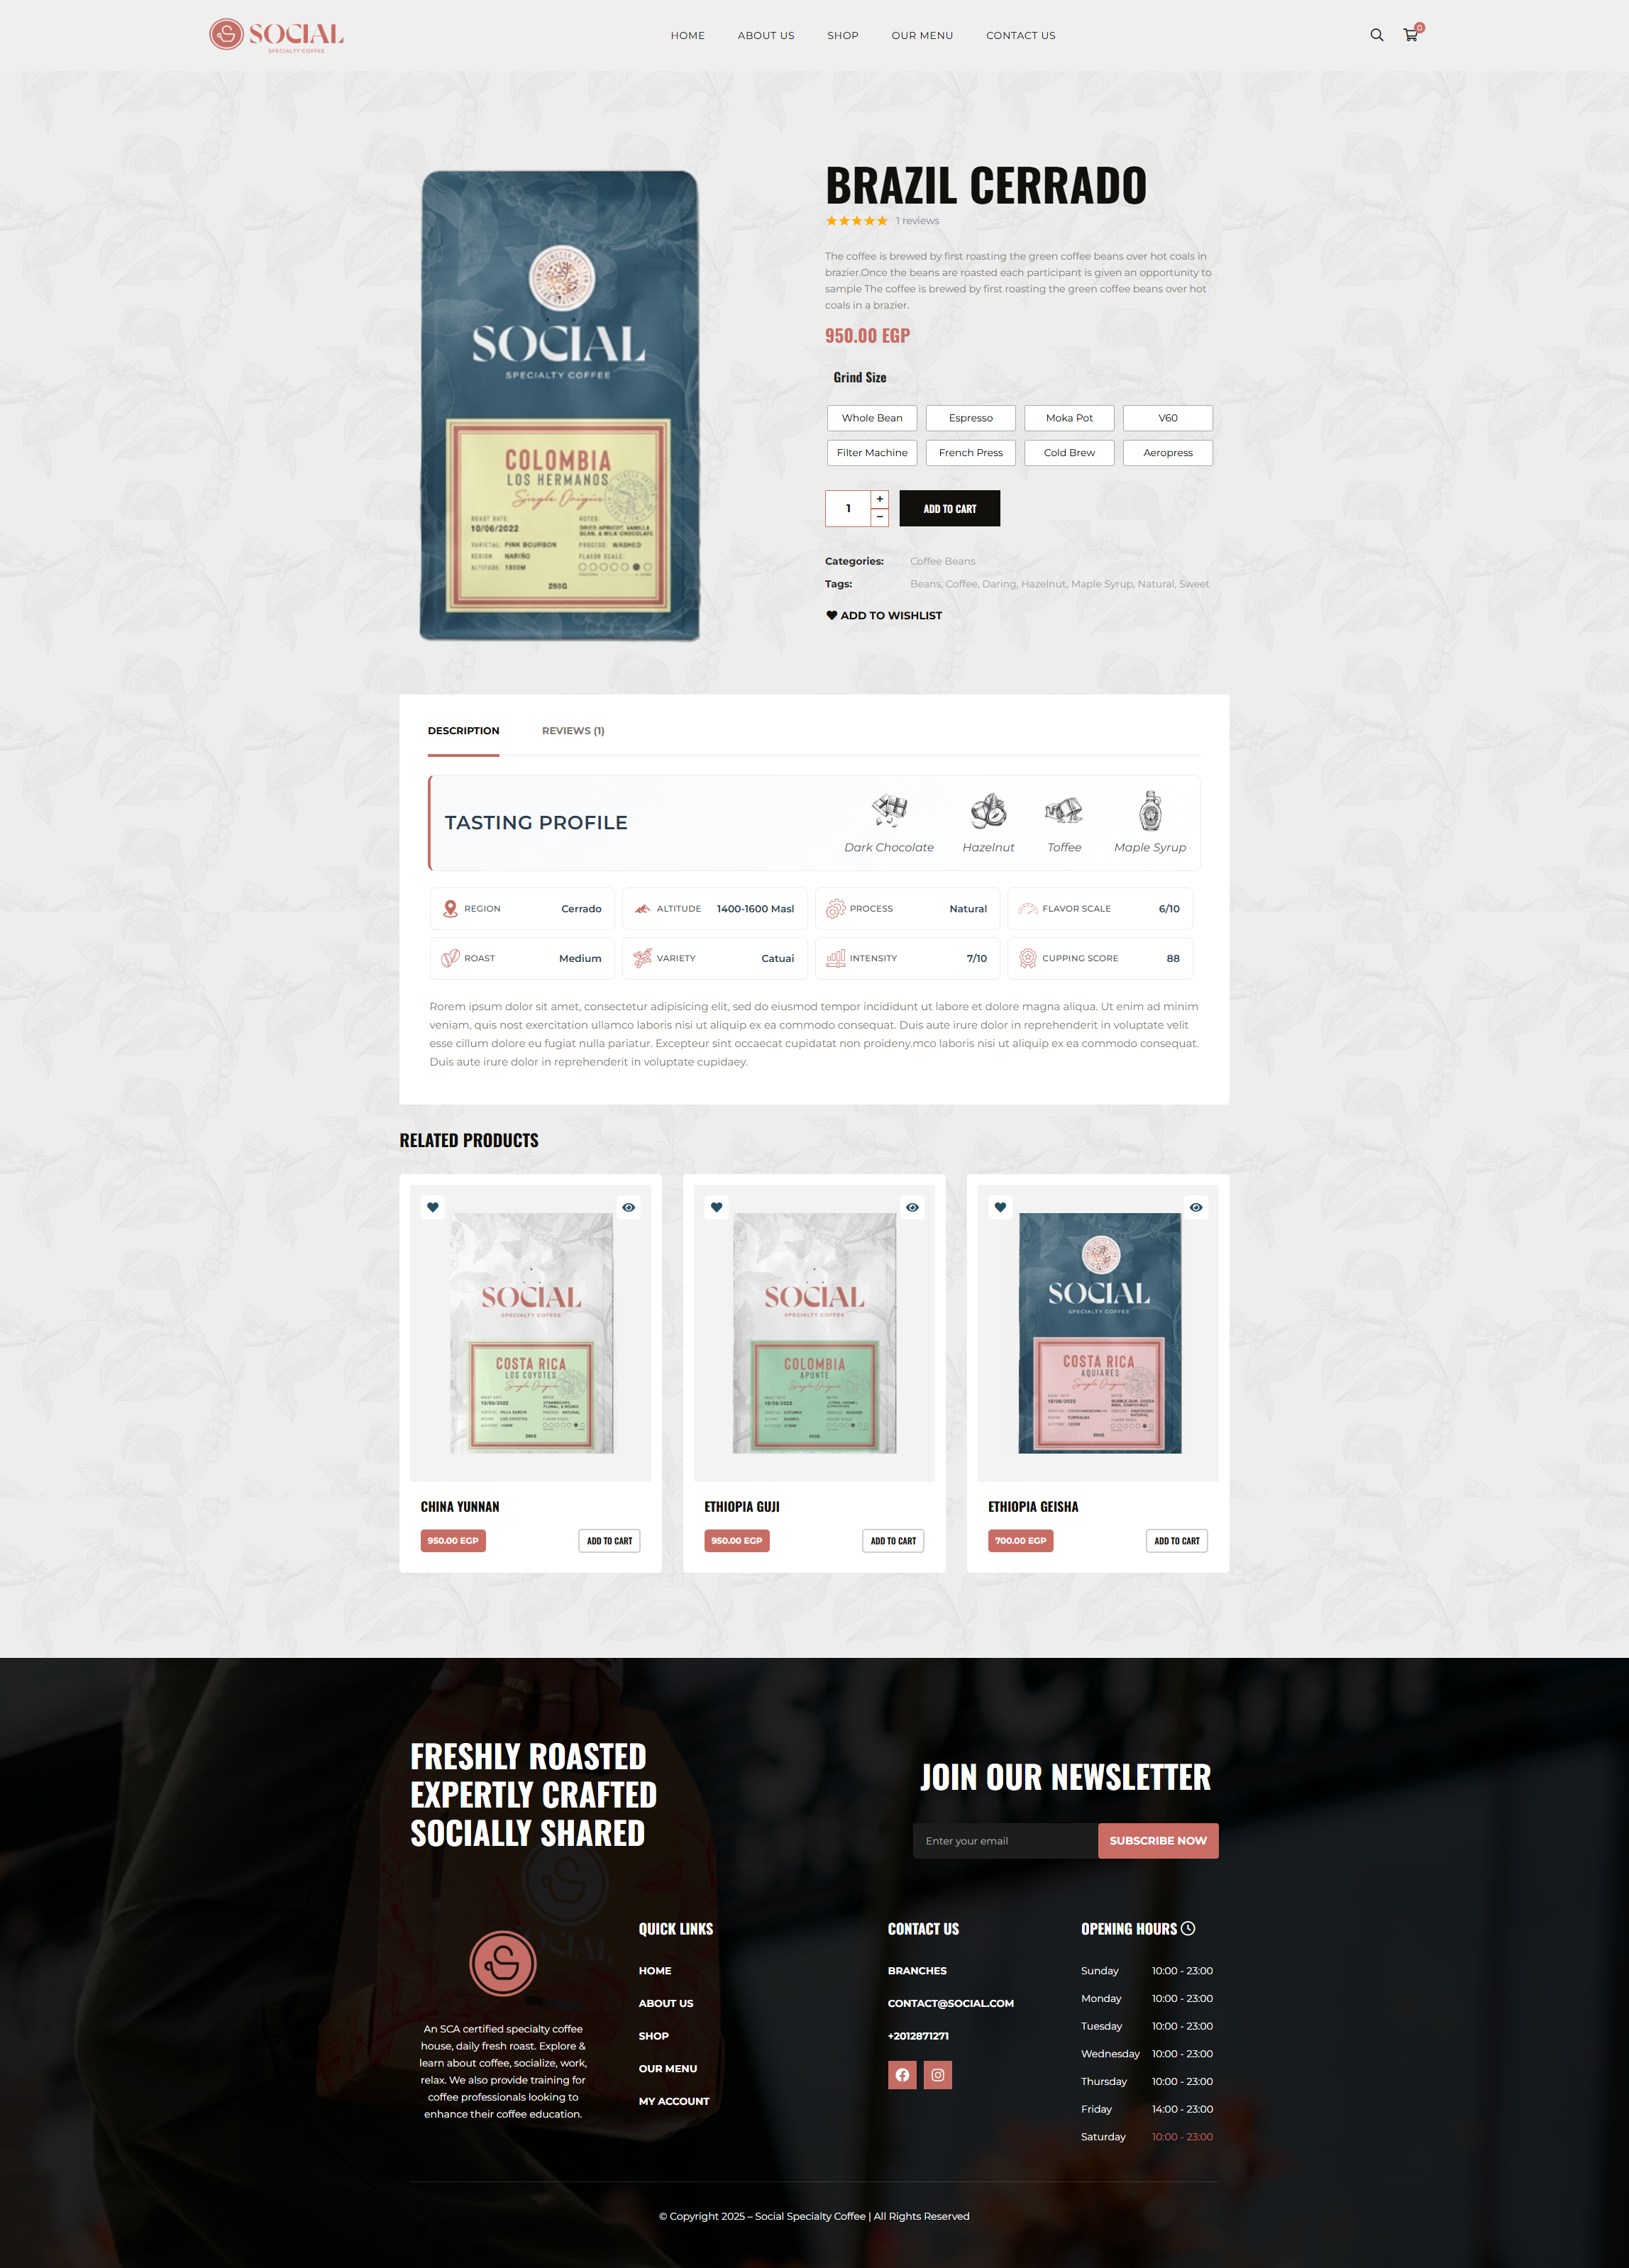 SOCIAL
SPECIALTY COFFEE
HOME ABOUT US SHOP OUR MENU CONTACT US
0
BRAZIL CERRADO
1 reviews
The coffee is brewed by first roasting the green coffee beans over hot coals in
brazier.Once the beans are roasted each participant is given an opportunity to
sample The coffee is brewed by first roasting the green coffee beans over hot
coals in a brazier.
950.00 EGP
Grind Size
Whole Bean Espresso Moka Pot V60
Filter Machine French Press Cold Brew Aeropress
1 + −
ADD TO CART
Categories: Coffee Beans
Tags: Beans, Coffee, Daring, Hazelnut, Maple Syrup, Natural, Sweet
ADD TO WISHLIST
SOCIAL
SPECIALTY COFFEE
COLOMBIA
LOS HERMANOS
Single Origin
ROAST DATE:
10/06/2022
NOTES:
DRIED APRICOT, VANILLA
BEAN, & MILK CHOCOLATE
VARIETAL: PINK BOURBON
PROCESS: WASHED
REGION: NARIÑO
FLAVOR SCALE:
ALTITUDE: 1800M
250G
DESCRIPTION REVIEWS (1)
TASTING PROFILE
Dark Chocolate Hazelnut Toffee Maple Syrup
REGION Cerrado
ALTITUDE 1400-1600 Masl
PROCESS Natural
FLAVOR SCALE 6/10
ROAST Medium
VARIETY Catuai
INTENSITY 7/10
CUPPING SCORE 88
Rorem ipsum dolor sit amet, consectetur adipisicing elit, sed do eiusmod tempor incididunt ut labore et dolore magna aliqua. Ut enim ad minim
veniam, quis nost exercitation ullamco laboris nisi ut aliquip ex ea commodo consequat. Duis aute irure dolor in reprehenderit in voluptate velit
esse cillum dolore eu fugiat nulla pariatur. Excepteur sint occaecat cupidatat non proideny.mco laboris nisi ut aliquip ex ea commodo consequat.
Duis aute irure dolor in reprehenderit in voluptate cupidaey.
RELATED PRODUCTS
SOCIAL
SPECIALTY COFFEE
COSTA RICA
LOS COYOTES
Single Origin
10/05/2022
CHINA YUNNAN
950.00 EGP
ADD TO CART
SOCIAL
SPECIALTY COFFEE
COLOMBIA
APONTE
Single Origin
ETHIOPIA GUJI
950.00 EGP
ADD TO CART
SOCIAL
SPECIALTY COFFEE
COSTA RICA
AQUIARES
Single Origin
10/06/2022
ETHIOPIA GEISHA
700.00 EGP
ADD TO CART
FRESHLY ROASTED
EXPERTLY CRAFTED
SOCIALLY SHARED
JOIN OUR NEWSLETTER
Enter your email
SUBSCRIBE NOW
An SCA certified specialty coffee
house, daily fresh roast. Explore &
learn about coffee, socialize, work,
relax. We also provide training for
coffee professionals looking to
enhance their coffee education.
QUICK LINKS
HOME
ABOUT US
SHOP
OUR MENU
MY ACCOUNT
CONTACT US
BRANCHES
CONTACT@SOCIAL.COM
+2012871271
OPENING HOURS
Sunday 10:00 - 23:00
Monday 10:00 - 23:00
Tuesday 10:00 - 23:00
Wednesday 10:00 - 23:00
Thursday 10:00 - 23:00
Friday 14:00 - 23:00
Saturday 10:00 - 23:00
© Copyright 2025 – Social Specialty Coffee | All Rights Reserved